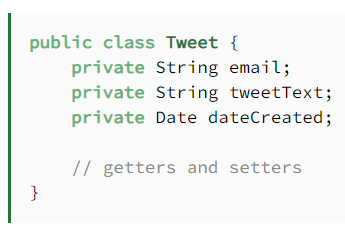 public class Tweet {
    private String email;
    private String tweetText;
    private Date dateCreated;
    // getters and setters
}